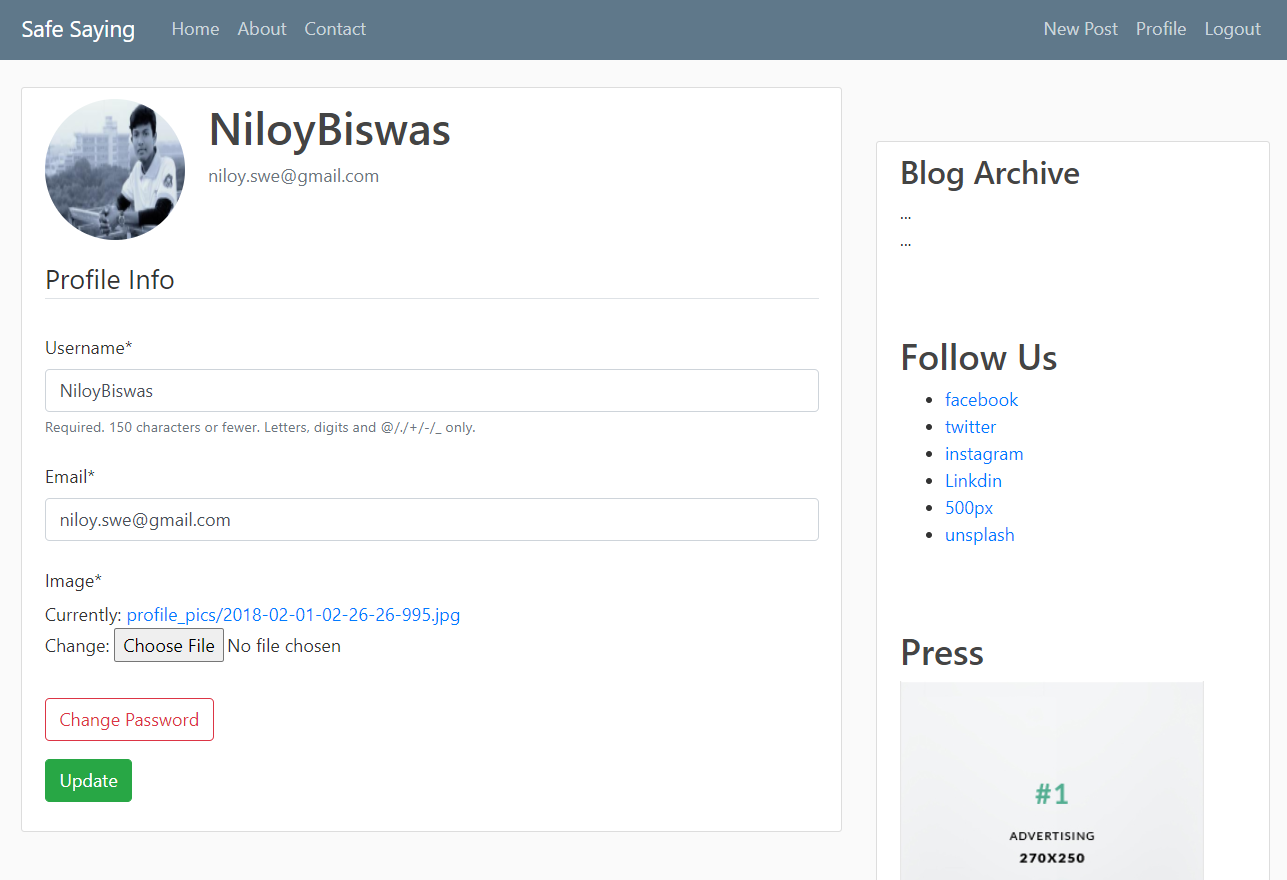 Safe Saying Home About Contact New Post Profile Logout
NiloyBiswas
niloy.swe@gmail.com
Profile Info
Username*
NiloyBiswas
Required. 150 characters or fewer. Letters, digits and @/./+/-/_ only.
Email*
niloy.swe@gmail.com
Image*
Currently: profile_pics/2018-02-01-02-26-26-995.jpg
Change: Choose File No file chosen
Change Password
Update
Blog Archive
...
...
Follow Us
facebook
twitter
instagram
Linkdin
500px
unsplash
Press
#1
ADVERTISING
270X250